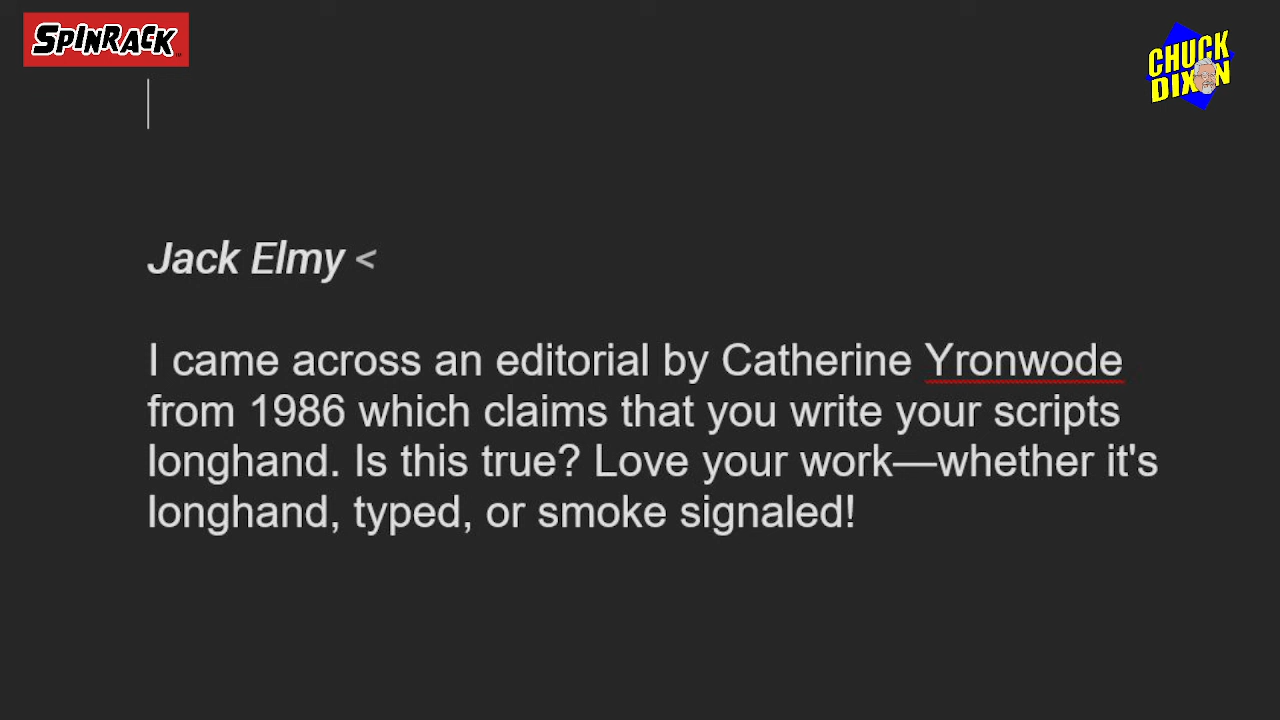 SPINRACK
CHUCK
DIXON
Jack Elmy <
I came across an editorial by Catherine Yronwode
from 1986 which claims that you write your scripts
longhand. Is this true? Love your work—whether it's
longhand, typed, or smoke signaled!